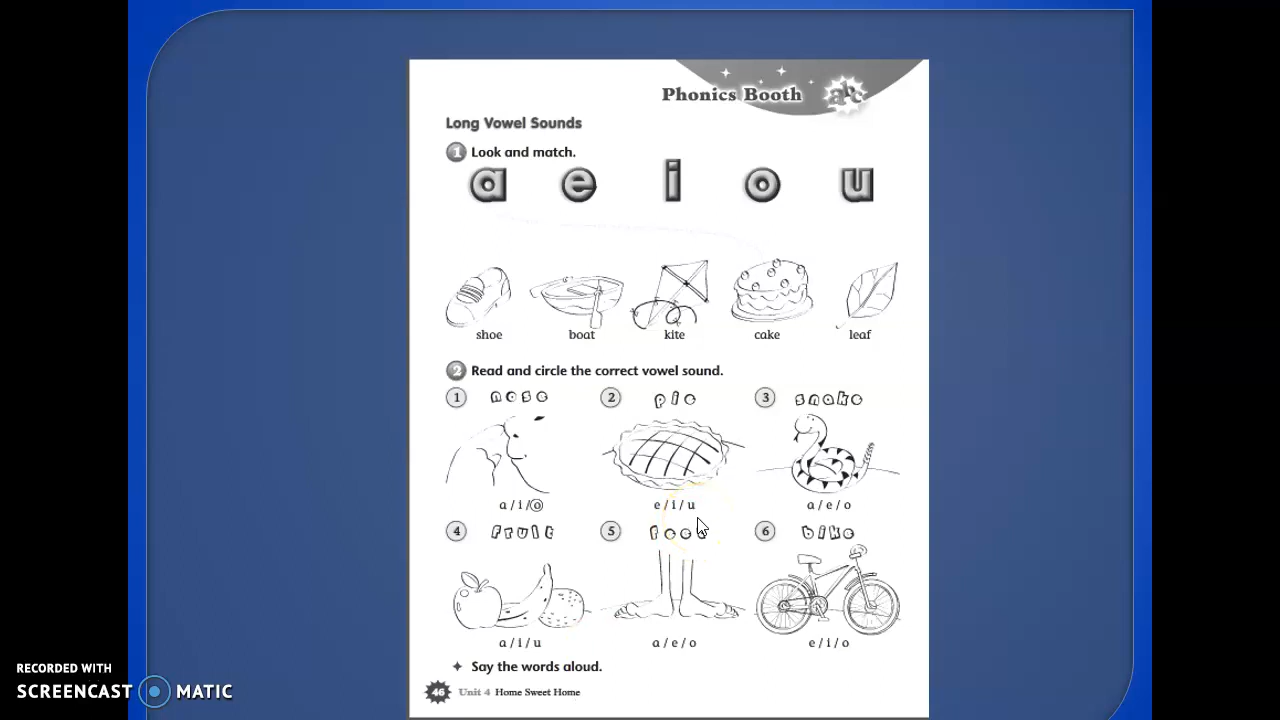 Phonics Booth abc
Long Vowel Sounds
1 Look and match.
a e i o u
shoe boat kite cake leaf
2 Read and circle the correct vowel sound.
1 nose 2 pie 3 snake
a / i / o e / i / u a / e / o
4 fruit 5 feet 6 bike
a / i / u a / e / o e / i / o
Say the words aloud.
46 Unit 4 Home Sweet Home
RECORDED WITH
SCREENCAST MATIC